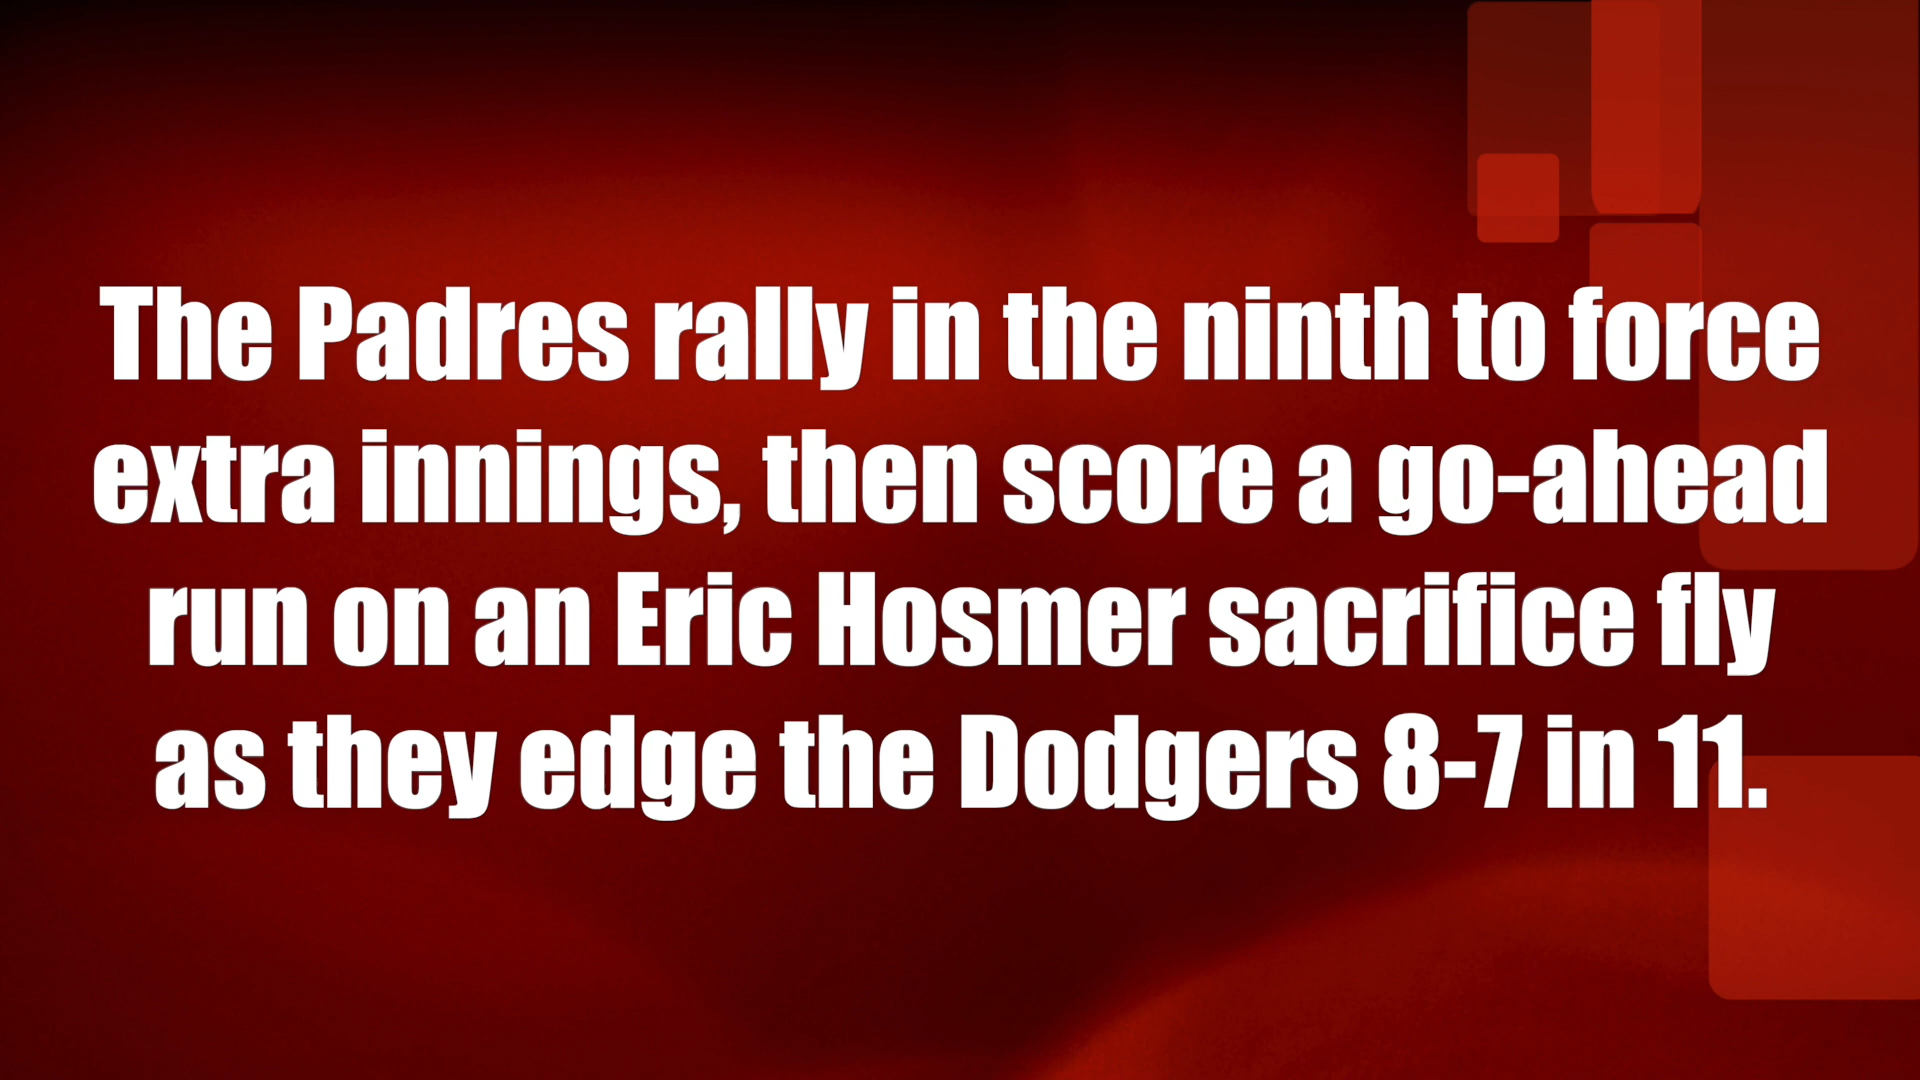 The Padres rally in the ninth to force
extra innings, then score a go-ahead
run on an Eric Hosmer sacrifice fly
as they edge the Dodgers 8-7 in 11.